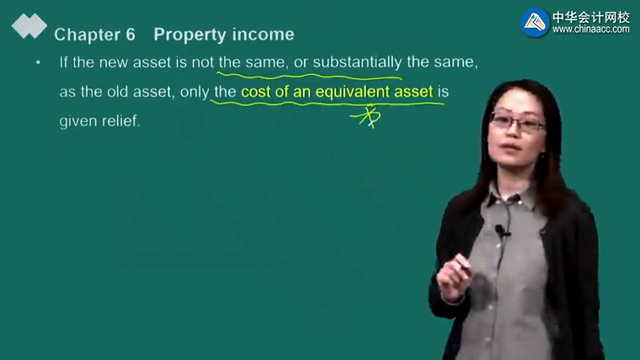 中华会计网校
www.chinaacc.com
Chapter 6 Property income
• If the new asset is not the same, or substantially the same,
as the old asset, only the cost of an equivalent asset is
given relief.